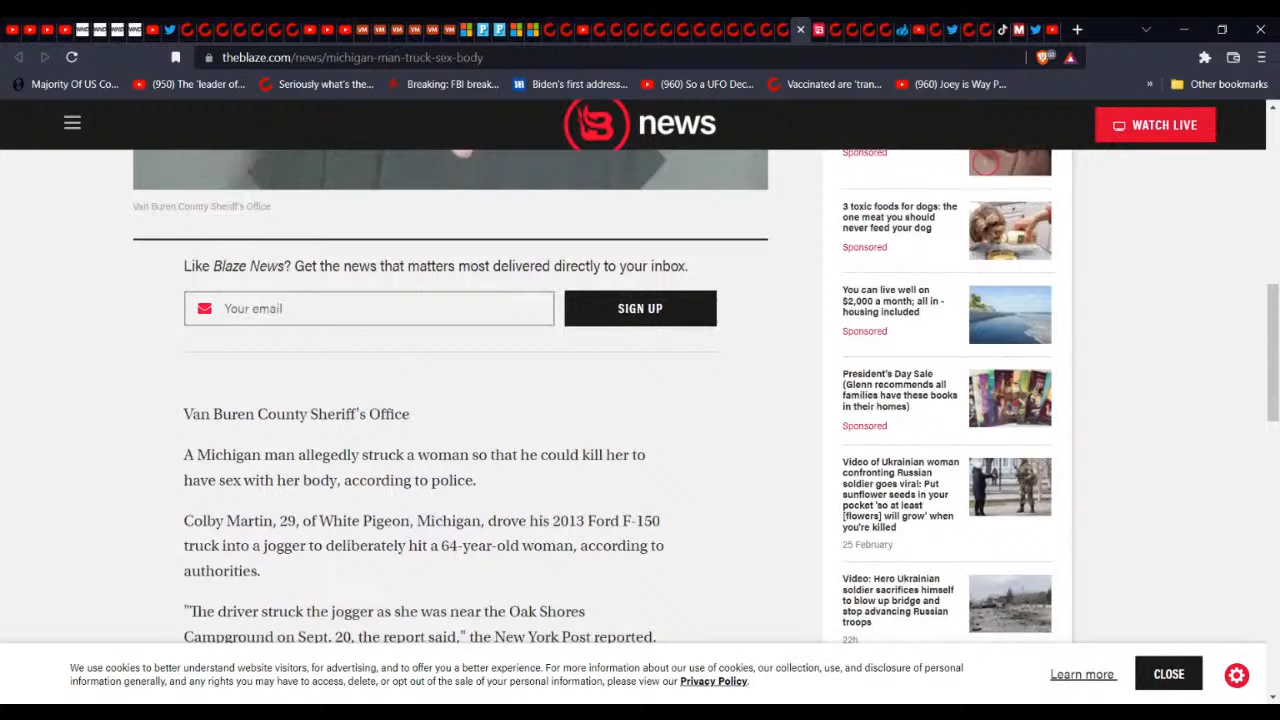 theblaze.com/news/michigan-man-truck-sex-body
Majority Of US Co...
(950) The 'leader of...
Seriously what's the...
Breaking: FBI break...
Biden's first address...
(960) So a UFO Dec...
Vaccinated are 'tran...
(960) Joey is Way P...
»
Other bookmarks
news
WATCH LIVE
Van Buren County Sheriff's Office
Like Blaze News? Get the news that matters most delivered directly to your inbox.
Your email
SIGN UP
Van Buren County Sheriff's Office
A Michigan man allegedly struck a woman so that he could kill her to
have sex with her body, according to police.
Colby Martin, 29, of White Pigeon, Michigan, drove his 2013 Ford F-150
truck into a jogger to deliberately hit a 64-year-old woman, according to
authorities.
"The driver struck the jogger as she was near the Oak Shores
Campground on Sept. 20, the report said," the New York Post reported.
Sponsored
3 toxic foods for dogs: the
one meat you should
never feed your dog
Sponsored
You can live well on
$2,000 a month; all in -
housing included
Sponsored
President's Day Sale
(Glenn recommends all
families have these books
in their homes)
Sponsored
Video of Ukrainian woman
confronting Russian
soldier goes viral: Put
sunflower seeds in your
pocket 'so at least
[flowers] will grow' when
you're killed
25 February
Video: Hero Ukrainian
soldier sacrifices himself
to blow up bridge and
stop advancing Russian
troops
22h
We use cookies to better understand website visitors, for advertising, and to offer you a better experience. For more information about our use of cookies, our collection, use, and disclosure of personal
information generally, and any rights you may have to access, delete, or opt out of the sale of your personal information, please view our Privacy Policy.
Learn more
CLOSE